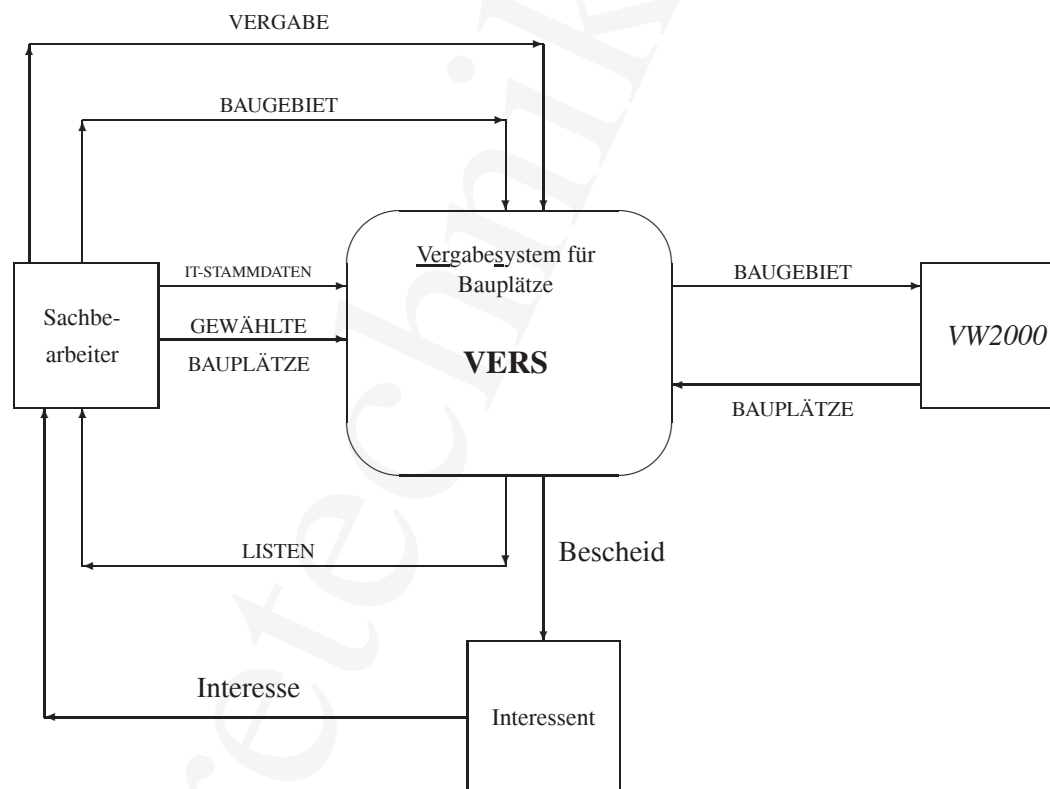 VERGABE
BAUGEBIET
Vergabesystem für
Bauplätze
VERS
IT-STAMMDATEN
GEWÄHLTE
BAUPLÄTZE
Sachbe-
arbeiter
BAUGEBIET
VW2000
BAUPLÄTZE
LISTEN
Bescheid
Interesse
Interessent